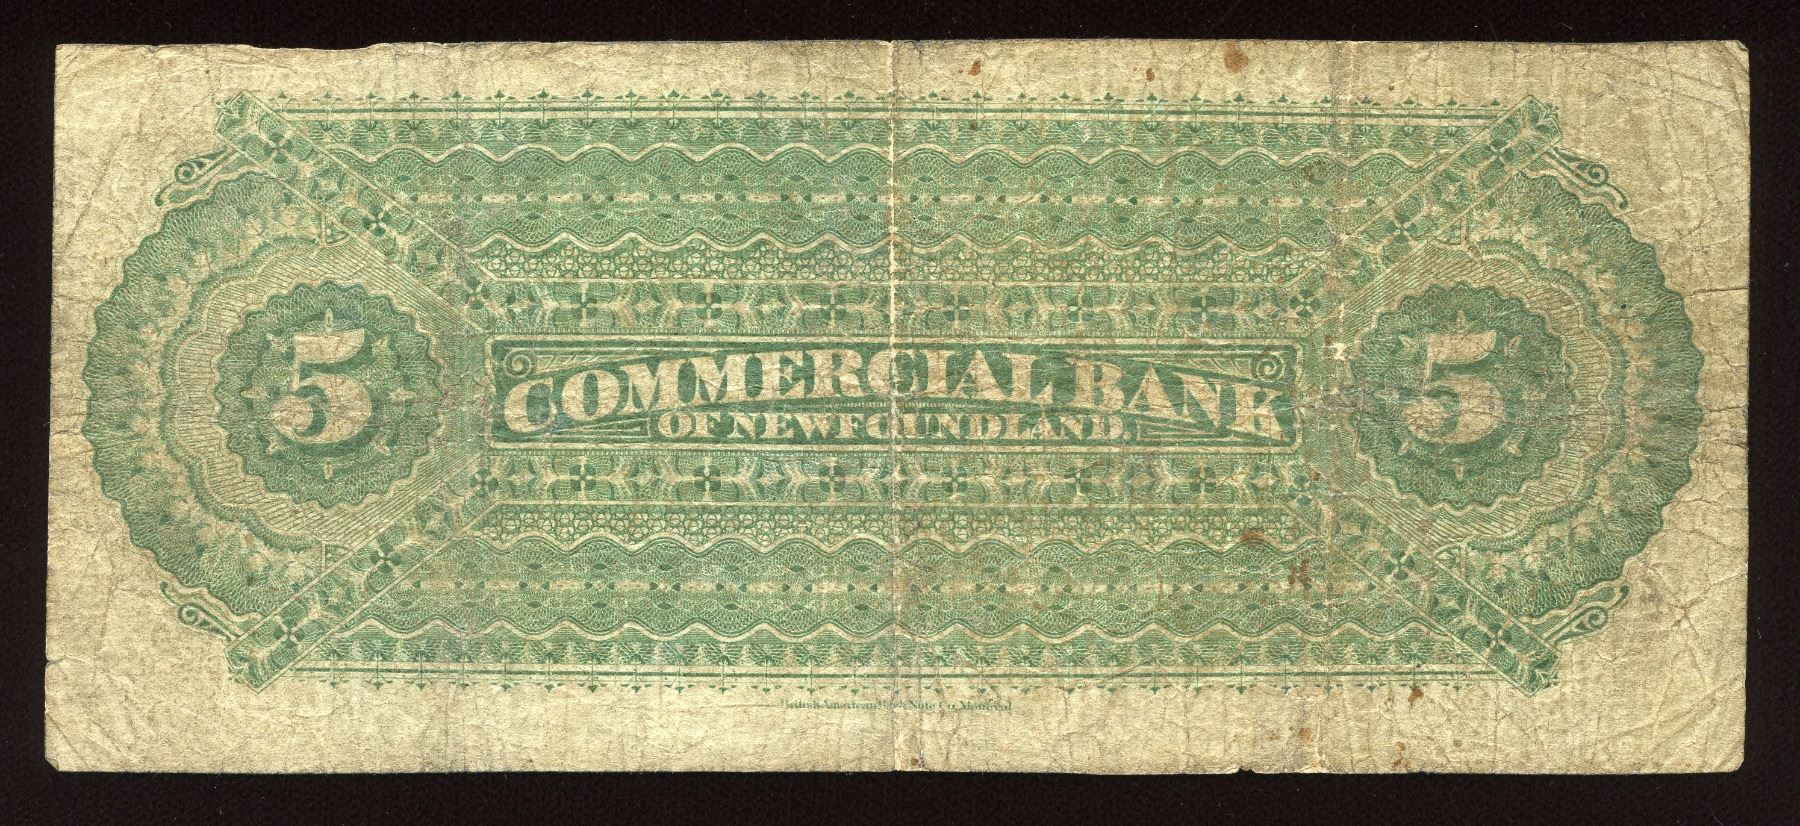 5
COMMERCIAL BANK
OF NEWFOUNDLAND.
5
British American Bank Note Co. Montreal